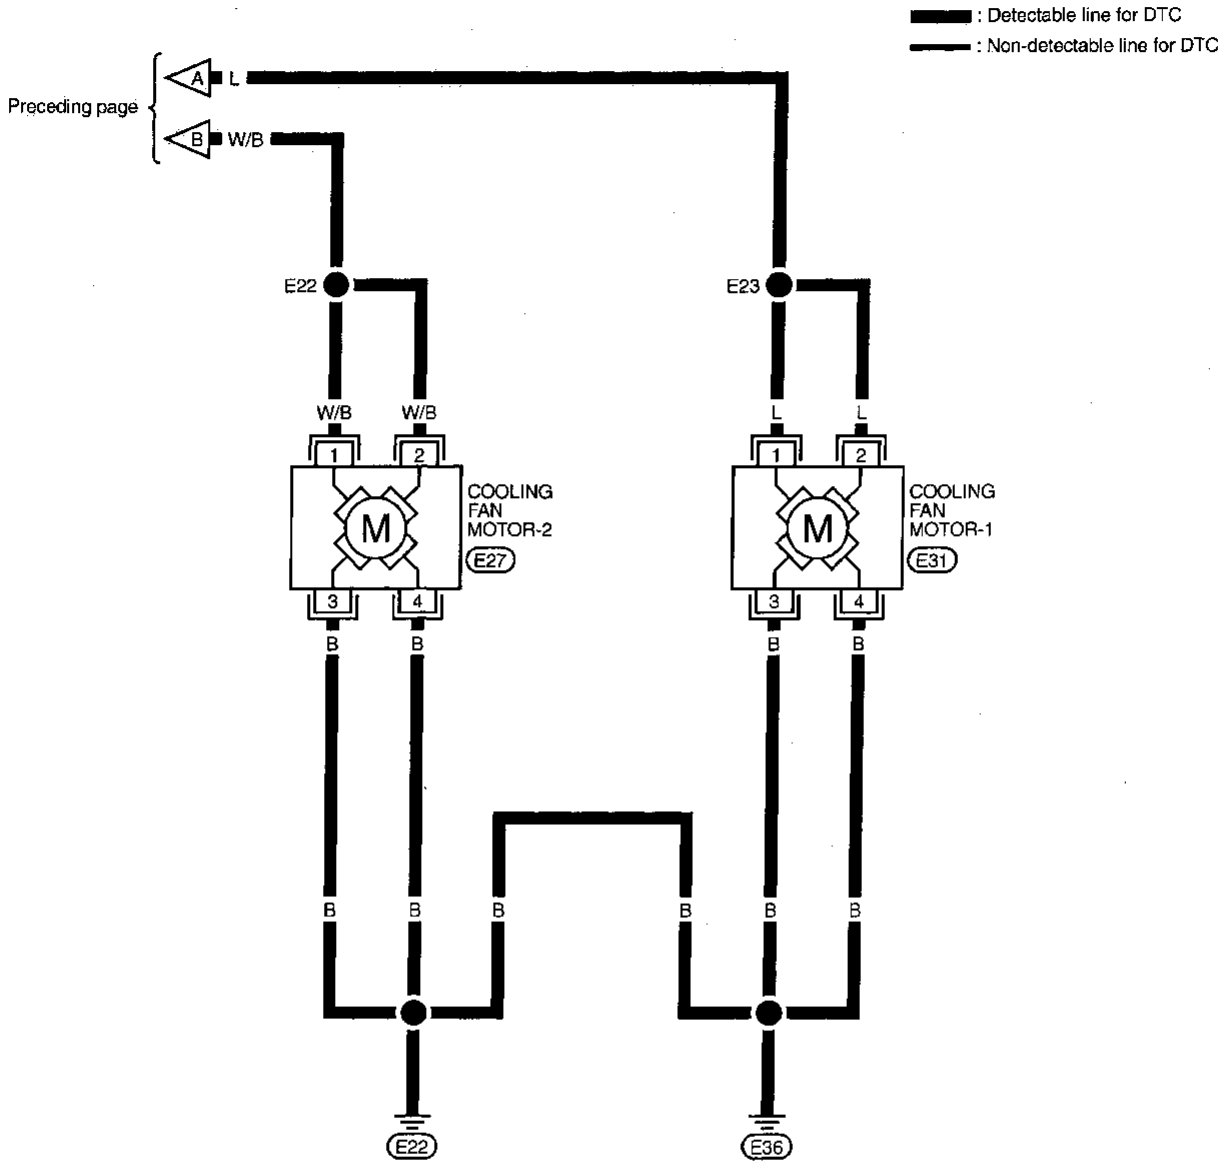 : Detectable line for DTC
: Non-detectable line for DTC
Preceding page
A L
B W/B
E22
E23
W/B W/B
L L
1 2
1 2
M
COOLING
FAN
MOTOR-2
E27
M
COOLING
FAN
MOTOR-1
E31
3 4
3 4
B B
B B
B B B B B B
E22
E36